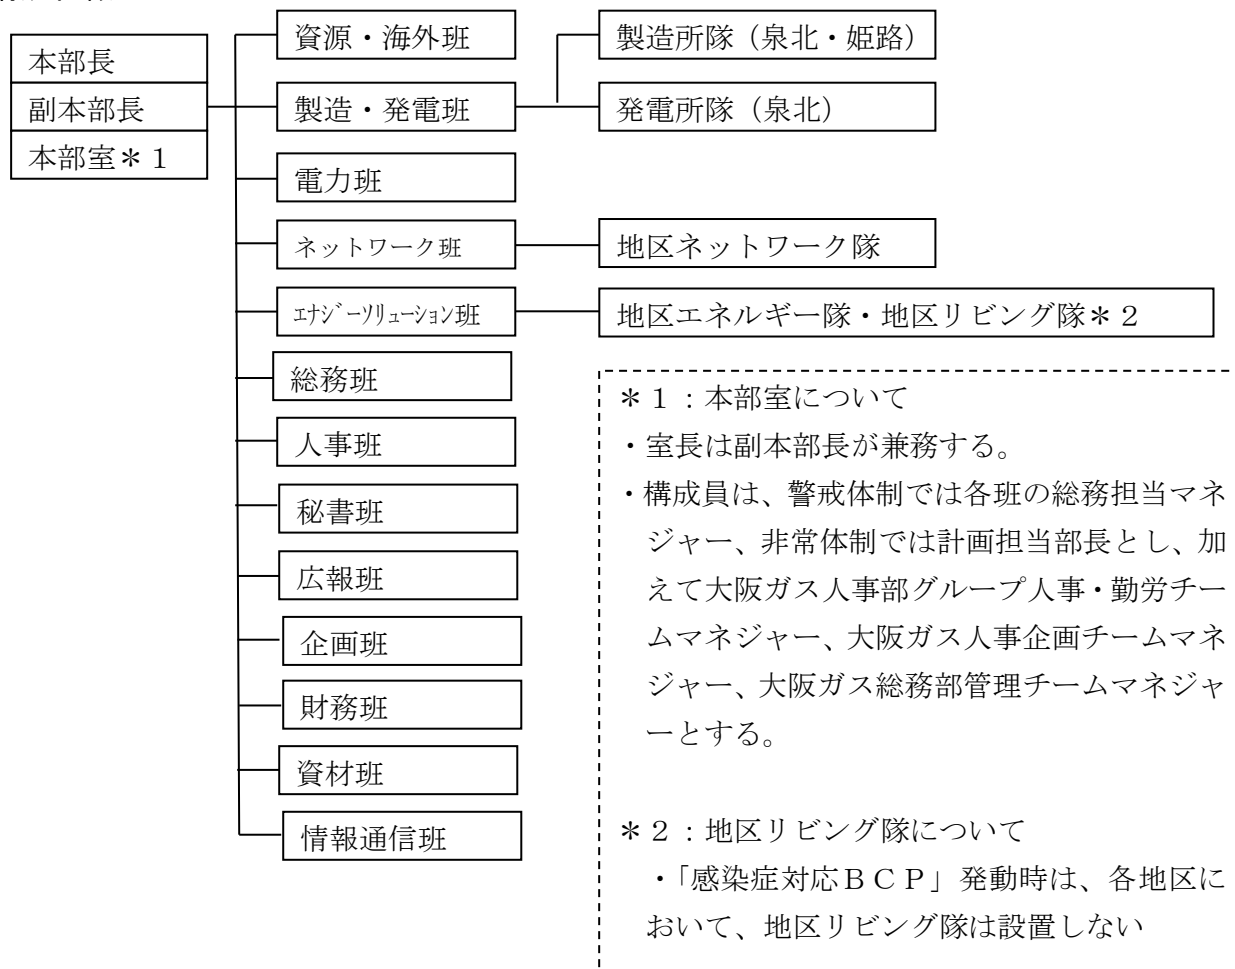 本部長
副本部長
本部室＊１
資源・海外班
製造・発電班
電力班
ネットワーク班
ｴﾅｼﾞｰｿﾘｭｰｼｮﾝ班
総務班
人事班
秘書班
広報班
企画班
財務班
資材班
情報通信班
製造所隊（泉北・姫路）
発電所隊（泉北）
地区ネットワーク隊
地区エネルギー隊・地区リビング隊＊２
＊１：本部室について
・室長は副本部長が兼務する。
・構成員は、警戒体制では各班の総務担当マネ
ジャー、非常体制では計画担当部長とし、加
えて大阪ガス人事部グループ人事・勤労チー
ムマネジャー、大阪ガス人事企画チームマネ
ジャー、大阪ガス総務部管理チームマネジャ
ーとする。
＊２：地区リビング隊について
・「感染症対応ＢＣＰ」発動時は、各地区に
おいて、地区リビング隊は設置しない